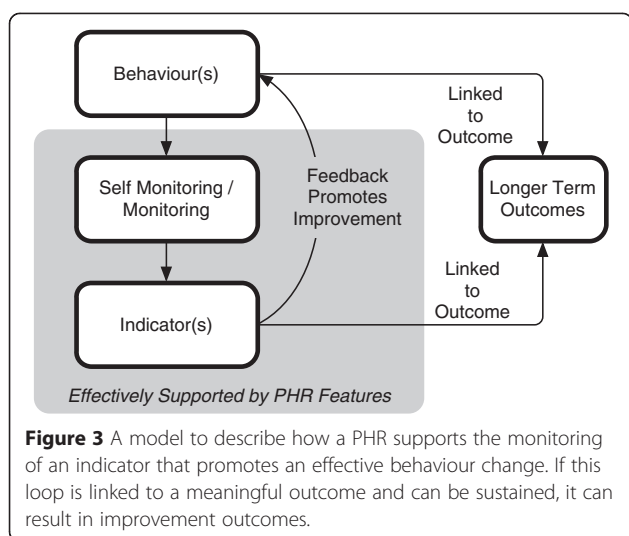 Behaviour(s)
Linked
to
Outcome
Self Monitoring /
Monitoring
Feedback
Promotes
Improvement
Longer Term
Outcomes
Indicator(s)
Linked
to
Outcome
Effectively Supported by PHR Features
Figure 3 A model to describe how a PHR supports the monitoring
of an indicator that promotes an effective behaviour change. If this
loop is linked to a meaningful outcome and can be sustained, it can
result in improvement outcomes.